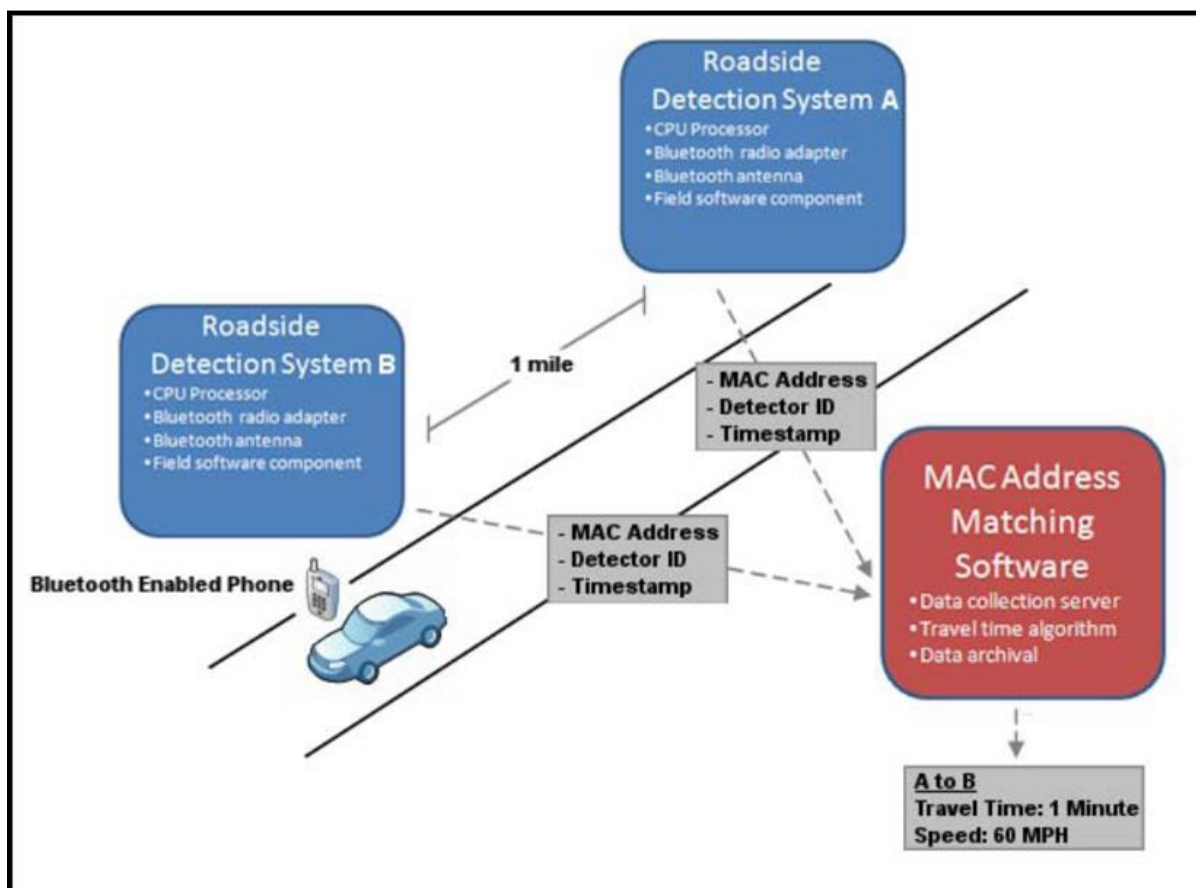 Roadside
Detection System A
•CPU Processor
•Bluetooth radio adapter
•Bluetooth antenna
•Field software component
Roadside
Detection System B
•CPU Processor
•Bluetooth radio adapter
•Bluetooth antenna
•Field software component
1 mile
- MAC Address
- Detector ID
- Timestamp
MAC Address
Matching
Software
•Data collection server
•Travel time algorithm
•Data archival
- MAC Address
- Detector ID
- Timestamp
Bluetooth Enabled Phone
A to B
Travel Time: 1 Minute
Speed: 60 MPH